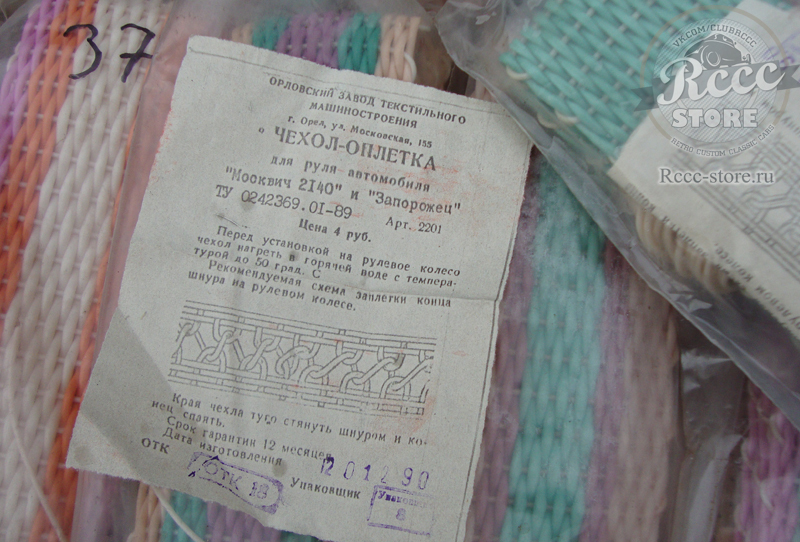 37
ОРЛОВСКИЙ ЗАВОД ТЕКСТИЛЬНОГО
МАШИНОСТРОЕНИЯ
г. Орел, ул. Московская, 155
ЧЕХОЛ-ОПЛЕТКА
для руля автомобиля
"Москвич 2140" и "Запорожец"
ТУ 0242369.01-89 Арт. 2201
Цена 4 руб.
Перед установкой на рулевое колесо
чехол нагреть в горячей воде с темпера-
турой до 50 град. С
Рекомендуемая схема заплетки конца
шнура на рулевом колесе.
Края чехла туго стянуть шнуром и ко-
нец спаять.
Срок гарантии 12 месяцев
Дата изготовления
201290
ОТК
ОТК 18
Упаковщик
Упаковщик
8
VK.COM/CLUBRCCC
Rccc
STORE
RETRO CUSTOM CLASSIC CARS
Rccc-store.ru
рулевом колесе.